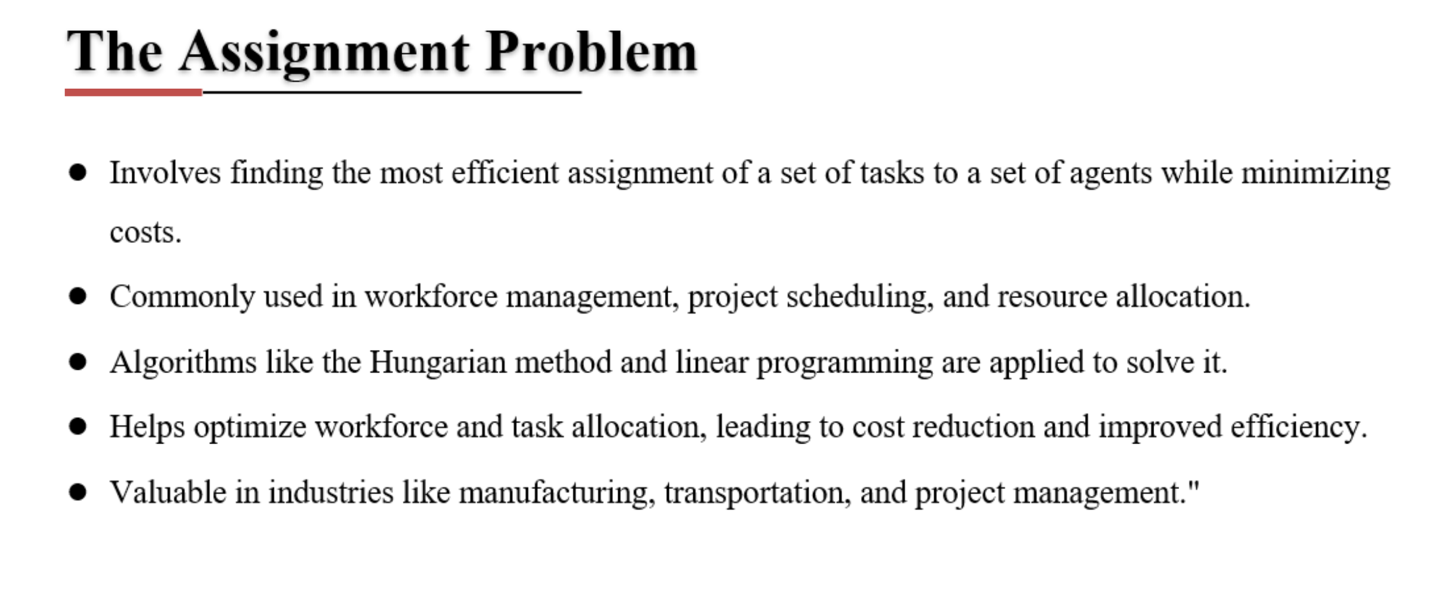 The Assignment Problem
● Involves finding the most efficient assignment of a set of tasks to a set of agents while minimizing
costs.
● Commonly used in workforce management, project scheduling, and resource allocation.
● Algorithms like the Hungarian method and linear programming are applied to solve it.
● Helps optimize workforce and task allocation, leading to cost reduction and improved efficiency.
● Valuable in industries like manufacturing, transportation, and project management."